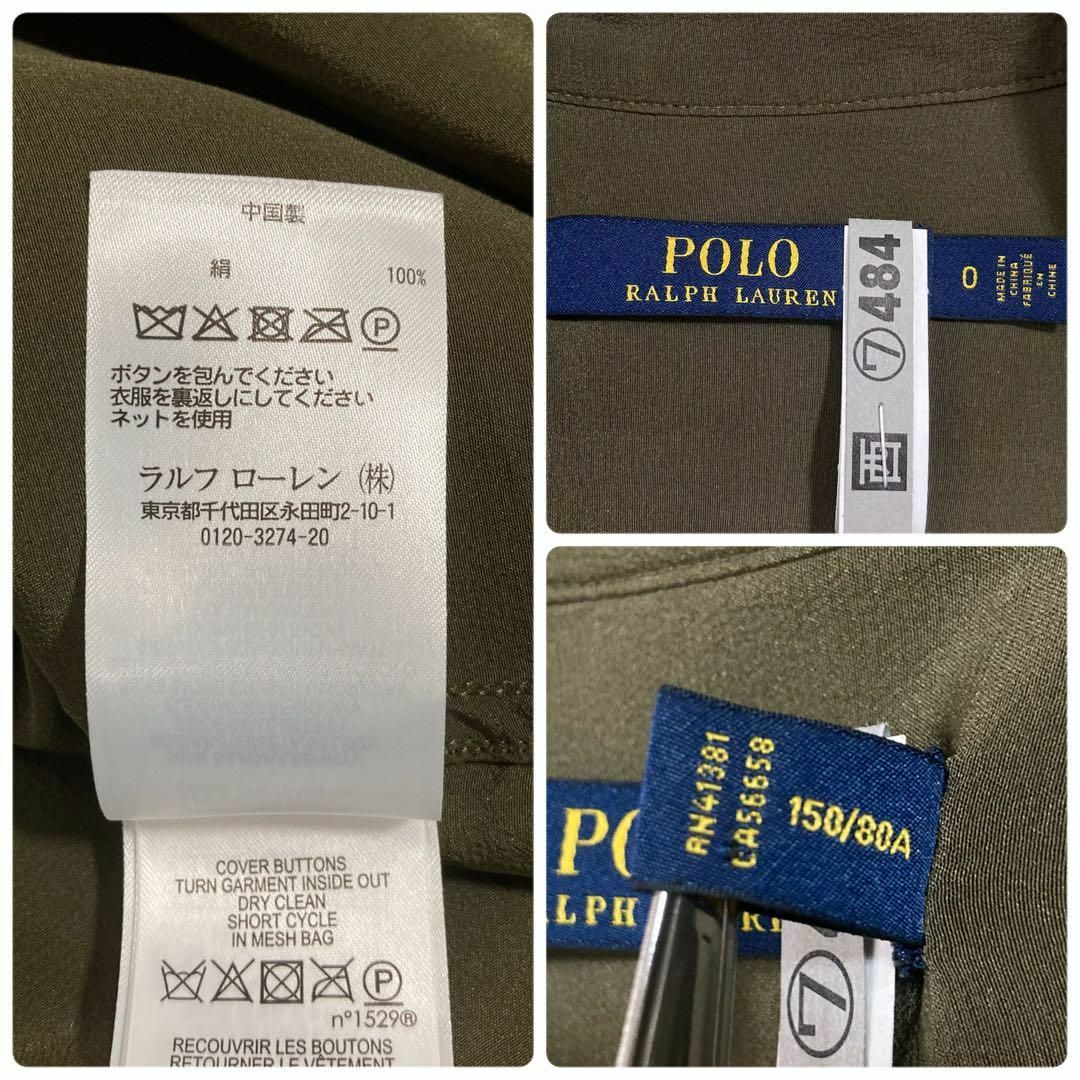 中国製
絹 100%
P
ボタンを包んでください
衣服を裏返しにしてください
ネットを使用
ラルフ ローレン (株)
東京都千代田区永田町2-10-1
0120-3274-20
COVER BUTTONS
TURN GARMENT INSIDE OUT
DRY CLEAN
SHORT CYCLE
IN MESH BAG
P
n°1529®
RECOUVRIR LES BOUTONS
RETOURNER LE VÊTEMENT
POLO
RALPH LAUREN
⑦484
西
0
MADE IN
CHINA
FABRIQUÉ
EN
CHINE
RN41381
CA56658
150/80A
⑦